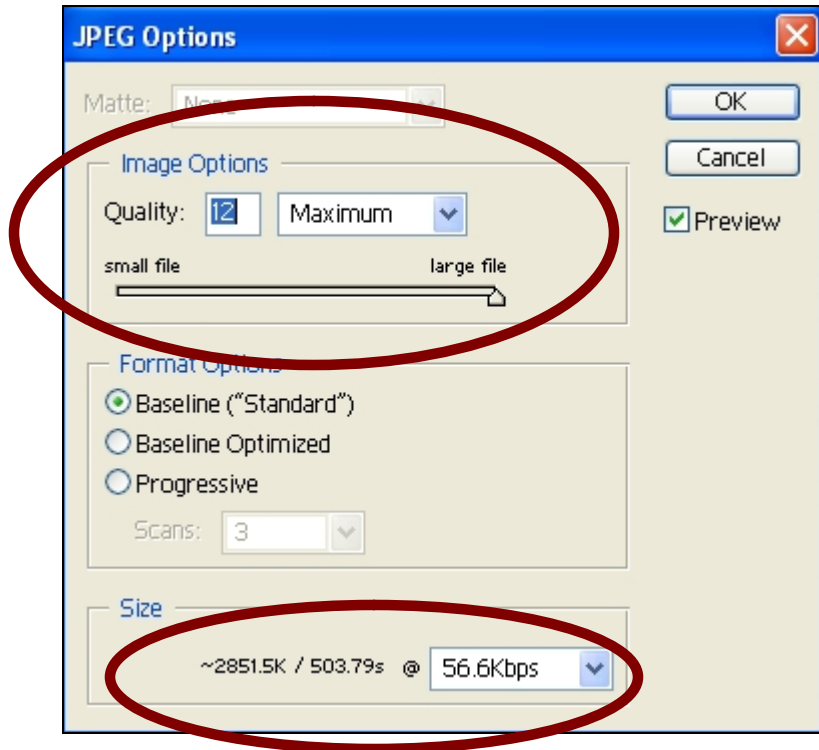 JPEG Options
Matte: None
OK
Image Options
Cancel
Quality: 12 Maximum
Preview
small file large file
Format Options
Baseline ("Standard")
Baseline Optimized
Progressive
Scans: 3
Size
~2851.5K / 503.79s @ 56.6Kbps